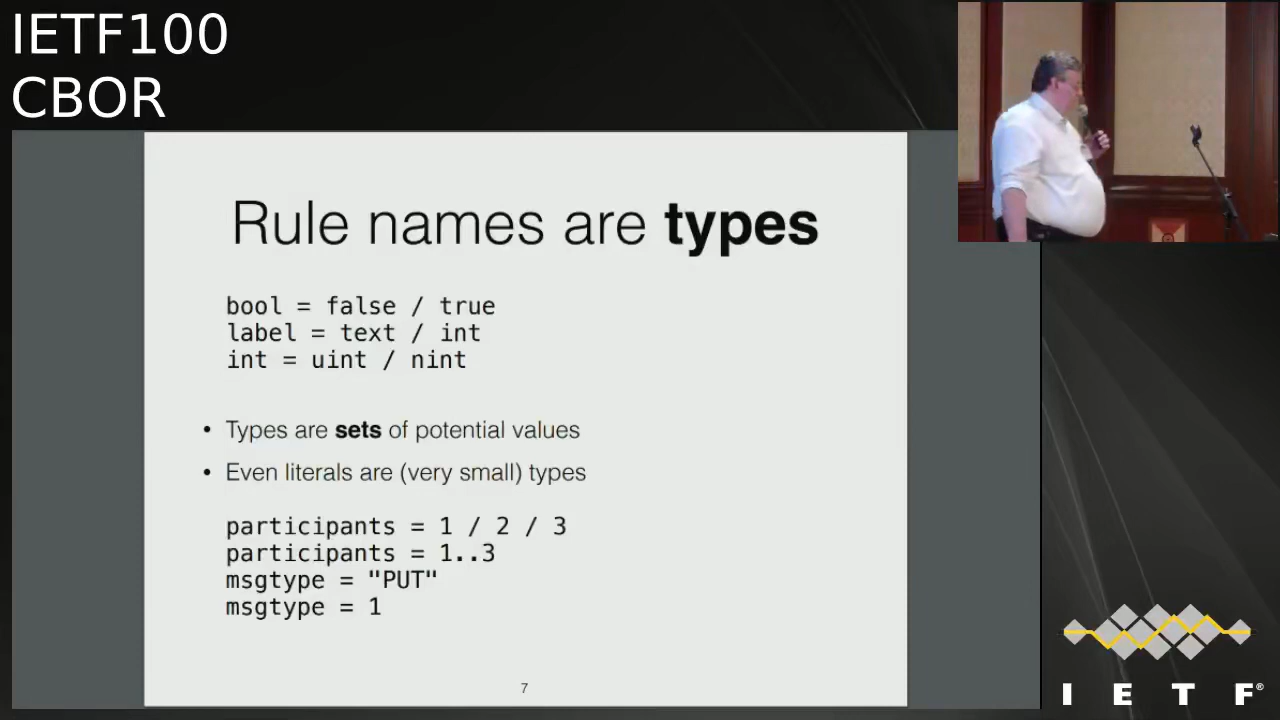 IETF100
CBOR
Rule names are types
bool = false / true
label = text / int
int = uint / nint
• Types are sets of potential values
• Even literals are (very small) types
participants = 1 / 2 / 3
participants = 1..3
msgtype = "PUT"
msgtype = 1
7
I E T F®